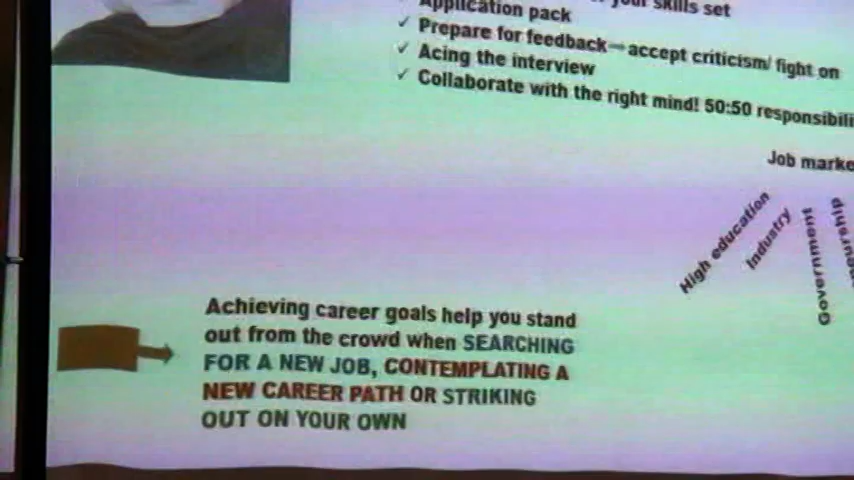 your skills set
Application pack
✓ Prepare for feedback—accept criticism/ fight on
✓ Acing the interview
✓ Collaborate with the right mind! 50:50
Job
High education
Industry
Government
Achieving career goals help you stand
out from the crowd when SEARCHING
FOR A NEW JOB, CONTEMPLATING A
NEW CAREER PATH OR STRIKING
OUT ON YOUR OWN